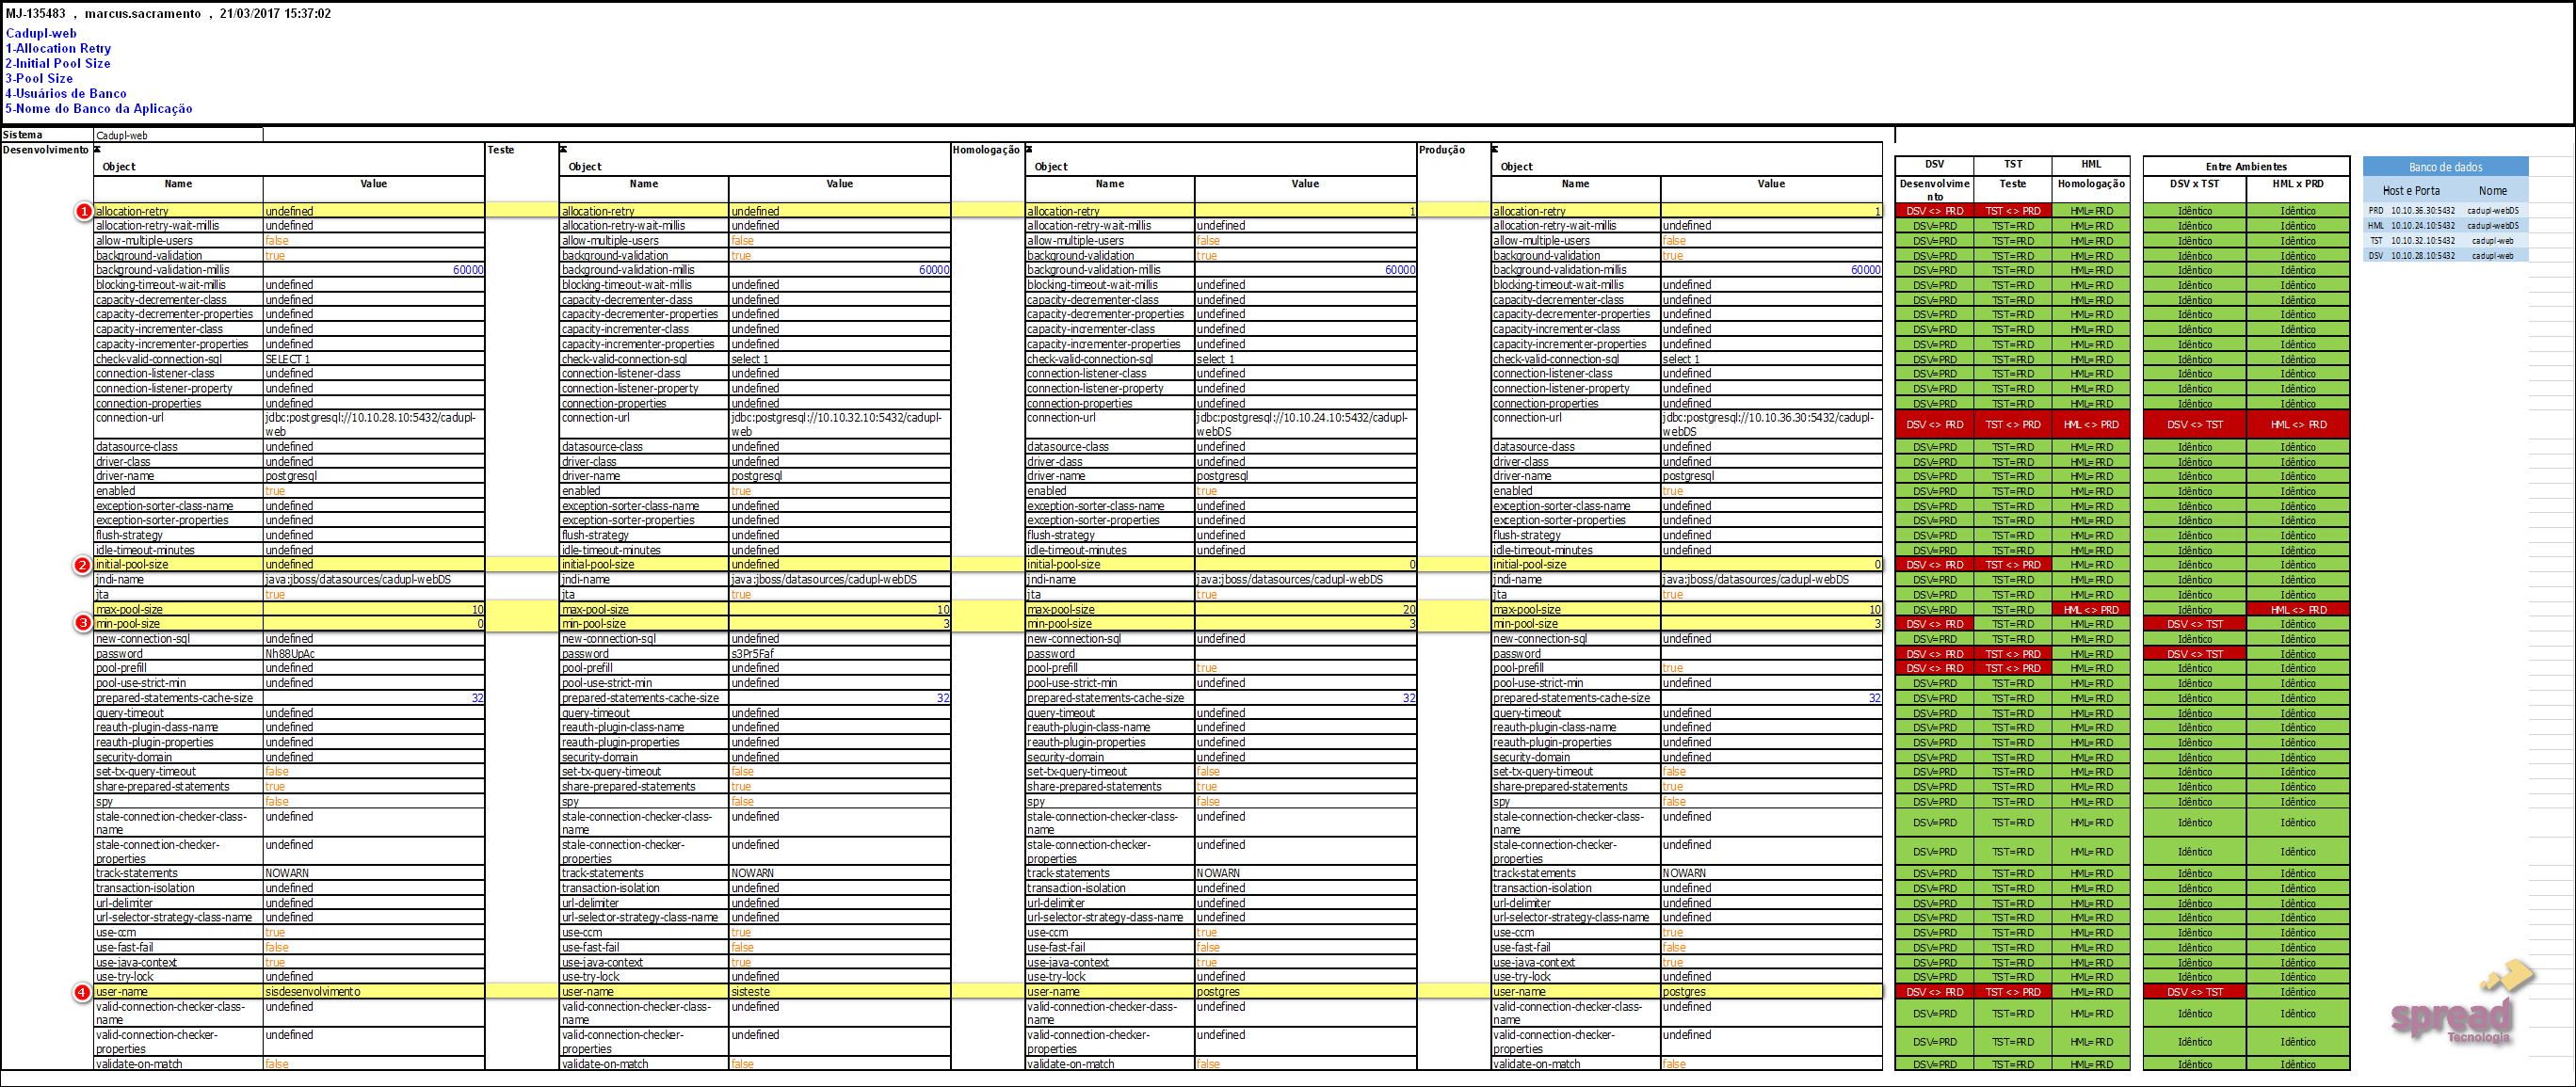 MJ-135483 , marcus.sacramento , 21/03/2017 15:37:02
Cadupl-web
1-Allocation Retry
2-Initial Pool Size
3-Pool Size
4-Usuários de Banco
5-Nome do Banco da Aplicação
Sistema Cadupl-web
Desenvolvimento Teste Homologação Produção
Object Object Object Object DSV TST HML Entre Ambientes Banco de dados
Name Value Name Value Name Value Name Value Desenvolvimento Teste Homologação DSV x TST HML x PRD Host e Porta Nome
1 allocation-retry undefined allocation-retry undefined allocation-retry 1 allocation-retry 1 DSV <> PRD TST <> PRD HML=PRD Idêntico Idêntico PRD 10.10.36.30:5432 cadupl-webDS
allocation-retry-wait-millis undefined allocation-retry-wait-millis undefined allocation-retry-wait-millis undefined allocation-retry-wait-millis undefined DSV=PRD TST=PRD HML=PRD Idêntico Idêntico HML 10.10.24.10:5432 cadupl-webDS
allow-multiple-users false allow-multiple-users false allow-multiple-users false allow-multiple-users false DSV=PRD TST=PRD HML=PRD Idêntico Idêntico TST 10.10.32.10:5432 cadupl-web
background-validation true background-validation true background-validation true background-validation true DSV=PRD TST=PRD HML=PRD Idêntico Idêntico DSV 10.10.28.10:5432 cadupl-web
background-validation-millis 60000 background-validation-millis 60000 background-validation-millis 60000 background-validation-millis 60000 DSV=PRD TST=PRD HML=PRD Idêntico Idêntico
blocking-timeout-wait-millis undefined blocking-timeout-wait-millis undefined blocking-timeout-wait-millis undefined blocking-timeout-wait-millis undefined DSV=PRD TST=PRD HML=PRD Idêntico Idêntico
capacity-decrementer-class undefined capacity-decrementer-class undefined capacity-decrementer-class undefined capacity-decrementer-class undefined DSV=PRD TST=PRD HML=PRD Idêntico Idêntico
capacity-decrementer-properties undefined capacity-decrementer-properties undefined capacity-decrementer-properties undefined capacity-decrementer-properties undefined DSV=PRD TST=PRD HML=PRD Idêntico Idêntico
capacity-incrementer-class undefined capacity-incrementer-class undefined capacity-incrementer-class undefined capacity-incrementer-class undefined DSV=PRD TST=PRD HML=PRD Idêntico Idêntico
capacity-incrementer-properties undefined capacity-incrementer-properties undefined capacity-incrementer-properties undefined capacity-incrementer-properties undefined DSV=PRD TST=PRD HML=PRD Idêntico Idêntico
check-valid-connection-sql SELECT 1 check-valid-connection-sql select 1 check-valid-connection-sql select 1 check-valid-connection-sql select 1 DSV=PRD TST=PRD HML=PRD Idêntico Idêntico
connection-listener-class undefined connection-listener-class undefined connection-listener-class undefined connection-listener-class undefined DSV=PRD TST=PRD HML=PRD Idêntico Idêntico
connection-listener-property undefined connection-listener-property undefined connection-listener-property undefined connection-listener-property undefined DSV=PRD TST=PRD HML=PRD Idêntico Idêntico
connection-properties undefined connection-properties undefined connection-properties undefined connection-properties undefined DSV=PRD TST=PRD HML=PRD Idêntico Idêntico
connection-url jdbc:postgresql://10.10.28.10:5432/cadupl-web connection-url jdbc:postgresql://10.10.32.10:5432/cadupl-web connection-url jdbc:postgresql://10.10.24.10:5432/cadupl-webDS connection-url jdbc:postgresql://10.10.36.30:5432/cadupl-webDS DSV <> PRD TST <> PRD HML <> PRD DSV <> TST HML <> PRD
datasource-class undefined datasource-class undefined datasource-class undefined datasource-class undefined DSV=PRD TST=PRD HML=PRD Idêntico Idêntico
driver-class undefined driver-class undefined driver-class undefined driver-class undefined DSV=PRD TST=PRD HML=PRD Idêntico Idêntico
driver-name postgresql driver-name postgresql driver-name postgresql driver-name postgresql DSV=PRD TST=PRD HML=PRD Idêntico Idêntico
enabled true enabled true enabled true enabled true DSV=PRD TST=PRD HML=PRD Idêntico Idêntico
exception-sorter-class-name undefined exception-sorter-class-name undefined exception-sorter-class-name undefined exception-sorter-class-name undefined DSV=PRD TST=PRD HML=PRD Idêntico Idêntico
exception-sorter-properties undefined exception-sorter-properties undefined exception-sorter-properties undefined exception-sorter-properties undefined DSV=PRD TST=PRD HML=PRD Idêntico Idêntico
flush-strategy undefined flush-strategy undefined flush-strategy undefined flush-strategy undefined DSV=PRD TST=PRD HML=PRD Idêntico Idêntico
idle-timeout-minutes undefined idle-timeout-minutes undefined idle-timeout-minutes undefined idle-timeout-minutes undefined DSV=PRD TST=PRD HML=PRD Idêntico Idêntico
2 initial-pool-size undefined initial-pool-size undefined initial-pool-size 0 initial-pool-size 0 DSV <> PRD TST <> PRD HML=PRD Idêntico Idêntico
jndi-name java:jboss/datasources/cadupl-webDS jndi-name java:jboss/datasources/cadupl-webDS jndi-name java:jboss/datasources/cadupl-webDS jndi-name java:jboss/datasources/cadupl-webDS DSV=PRD TST=PRD HML=PRD Idêntico Idêntico
jta true jta true jta true jta true DSV=PRD TST=PRD HML=PRD Idêntico Idêntico
max-pool-size 10 max-pool-size 10 max-pool-size 20 max-pool-size 10 DSV=PRD TST=PRD HML <> PRD Idêntico HML <> PRD
3 min-pool-size 0 min-pool-size 3 min-pool-size 3 min-pool-size 3 DSV <> PRD TST=PRD HML=PRD DSV <> TST Idêntico
new-connection-sql undefined new-connection-sql undefined new-connection-sql undefined new-connection-sql undefined DSV=PRD TST=PRD HML=PRD Idêntico Idêntico
password Nh88UpAc password s3Pr5Faf password password DSV <> PRD TST <> PRD HML=PRD DSV <> TST Idêntico
pool-prefill undefined pool-prefill undefined pool-prefill true pool-prefill true DSV <> PRD TST <> PRD HML=PRD Idêntico Idêntico
pool-use-strict-min undefined pool-use-strict-min undefined pool-use-strict-min undefined pool-use-strict-min undefined DSV=PRD TST=PRD HML=PRD Idêntico Idêntico
prepared-statements-cache-size 32 prepared-statements-cache-size 32 prepared-statements-cache-size 32 prepared-statements-cache-size 32 DSV=PRD TST=PRD HML=PRD Idêntico Idêntico
query-timeout undefined query-timeout undefined query-timeout undefined query-timeout undefined DSV=PRD TST=PRD HML=PRD Idêntico Idêntico
reauth-plugin-class-name undefined reauth-plugin-class-name undefined reauth-plugin-class-name undefined reauth-plugin-class-name undefined DSV=PRD TST=PRD HML=PRD Idêntico Idêntico
reauth-plugin-properties undefined reauth-plugin-properties undefined reauth-plugin-properties undefined reauth-plugin-properties undefined DSV=PRD TST=PRD HML=PRD Idêntico Idêntico
security-domain undefined security-domain undefined security-domain undefined security-domain undefined DSV=PRD TST=PRD HML=PRD Idêntico Idêntico
set-tx-query-timeout false set-tx-query-timeout false set-tx-query-timeout false set-tx-query-timeout false DSV=PRD TST=PRD HML=PRD Idêntico Idêntico
share-prepared-statements true share-prepared-statements true share-prepared-statements true share-prepared-statements true DSV=PRD TST=PRD HML=PRD Idêntico Idêntico
spy false spy false spy false spy false DSV=PRD TST=PRD HML=PRD Idêntico Idêntico
stale-connection-checker-class-name undefined stale-connection-checker-class-name undefined stale-connection-checker-class-name undefined stale-connection-checker-class-name undefined DSV=PRD TST=PRD HML=PRD Idêntico Idêntico
stale-connection-checker-properties undefined stale-connection-checker-properties undefined stale-connection-checker-properties undefined stale-connection-checker-properties undefined DSV=PRD TST=PRD HML=PRD Idêntico Idêntico
track-statements NOWARN track-statements NOWARN track-statements NOWARN track-statements NOWARN DSV=PRD TST=PRD HML=PRD Idêntico Idêntico
transaction-isolation undefined transaction-isolation undefined transaction-isolation undefined transaction-isolation undefined DSV=PRD TST=PRD HML=PRD Idêntico Idêntico
url-delimiter undefined url-delimiter undefined url-delimiter undefined url-delimiter undefined DSV=PRD TST=PRD HML=PRD Idêntico Idêntico
url-selector-strategy-class-name undefined url-selector-strategy-class-name undefined url-selector-strategy-class-name undefined url-selector-strategy-class-name undefined DSV=PRD TST=PRD HML=PRD Idêntico Idêntico
use-ccm true use-ccm true use-ccm true use-ccm true DSV=PRD TST=PRD HML=PRD Idêntico Idêntico
use-fast-fail false use-fast-fail false use-fast-fail false use-fast-fail false DSV=PRD TST=PRD HML=PRD Idêntico Idêntico
use-java-context true use-java-context true use-java-context true use-java-context true DSV=PRD TST=PRD HML=PRD Idêntico Idêntico
use-try-lock undefined use-try-lock undefined use-try-lock undefined use-try-lock undefined DSV=PRD TST=PRD HML=PRD Idêntico Idêntico
4 user-name sisdesenvolvimento user-name sisteste user-name postgres user-name postgres DSV <> PRD TST <> PRD HML=PRD DSV <> TST Idêntico
valid-connection-checker-class-name undefined valid-connection-checker-class-name undefined valid-connection-checker-class-name undefined valid-connection-checker-class-name undefined DSV=PRD TST=PRD HML=PRD Idêntico Idêntico
valid-connection-checker-properties undefined valid-connection-checker-properties undefined valid-connection-checker-properties undefined valid-connection-checker-properties undefined DSV=PRD TST=PRD HML=PRD Idêntico Idêntico
validate-on-match false validate-on-match false validate-on-match false validate-on-match false DSV=PRD TST=PRD HML=PRD Idêntico Idêntico
spread
Tecnologia